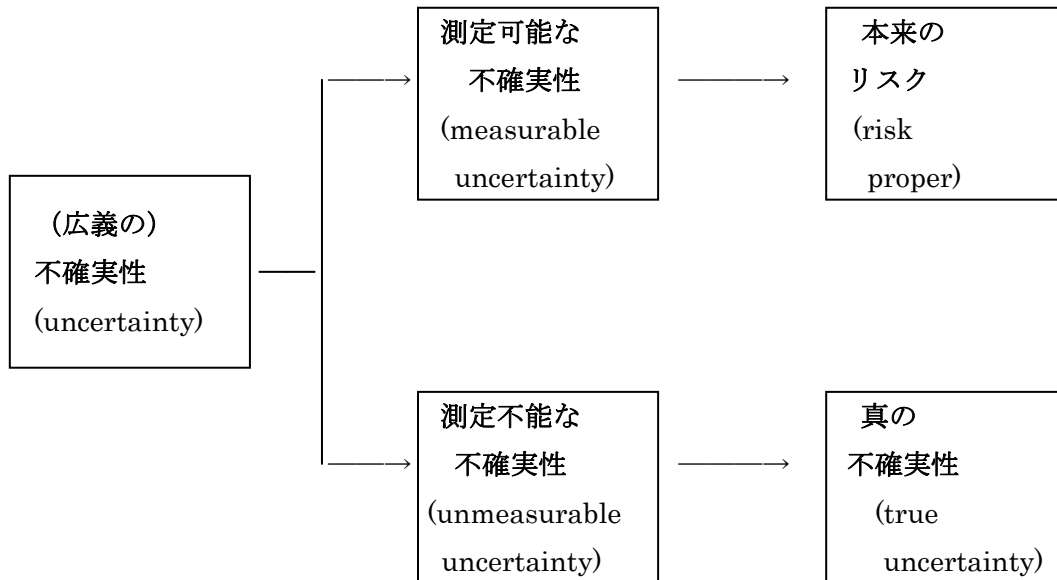 （広義の）
不確実性
(uncertainty)
測定可能な
不確実性
(measurable
uncertainty)
本来の
リスク
(risk
proper)
測定不能な
不確実性
(unmeasurable
uncertainty)
真の
不確実性
(true
uncertainty)